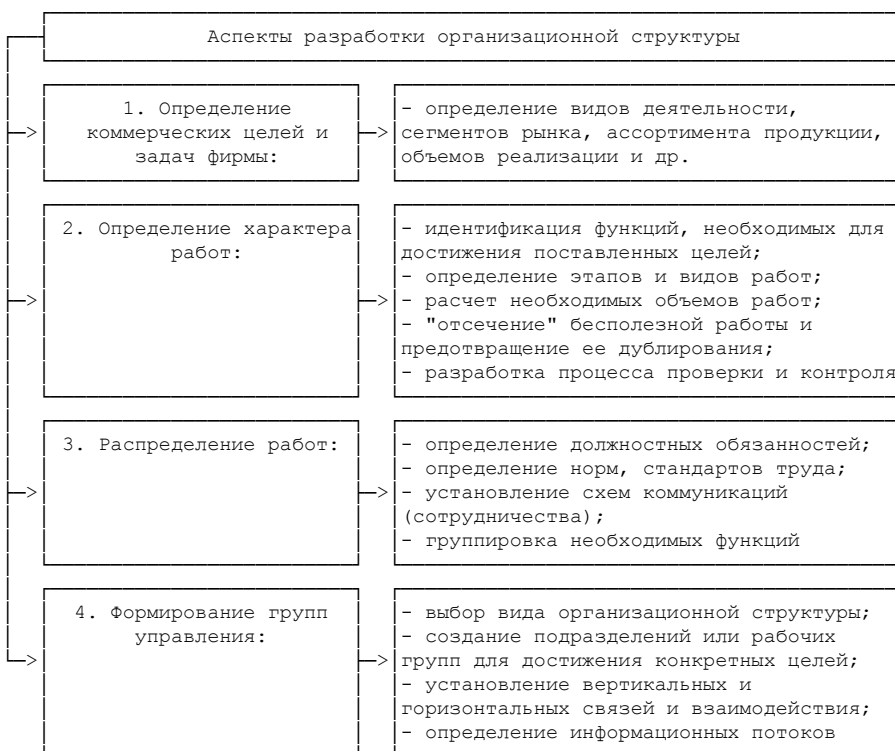 Аспекты разработки организационной структуры
1. Определение
коммерческих целей и
задач фирмы:
- определение видов деятельности,
сегментов рынка, ассортимента продукции,
объемов реализации и др.
2. Определение характера
работ:
- идентификация функций, необходимых для
достижения поставленных целей;
- определение этапов и видов работ;
- расчет необходимых объемов работ;
- "отсечение" бесполезной работы и
предотвращение ее дублирования;
- разработка процесса проверки и контроля
3. Распределение работ:
- определение должностных обязанностей;
- определение норм, стандартов труда;
- установление схем коммуникаций
(сотрудничества);
- группировка необходимых функций
4. Формирование групп
управления:
- выбор вида организационной структуры;
- создание подразделений или рабочих
групп для достижения конкретных целей;
- установление вертикальных и
горизонтальных связей и взаимодействия;
- определение информационных потоков